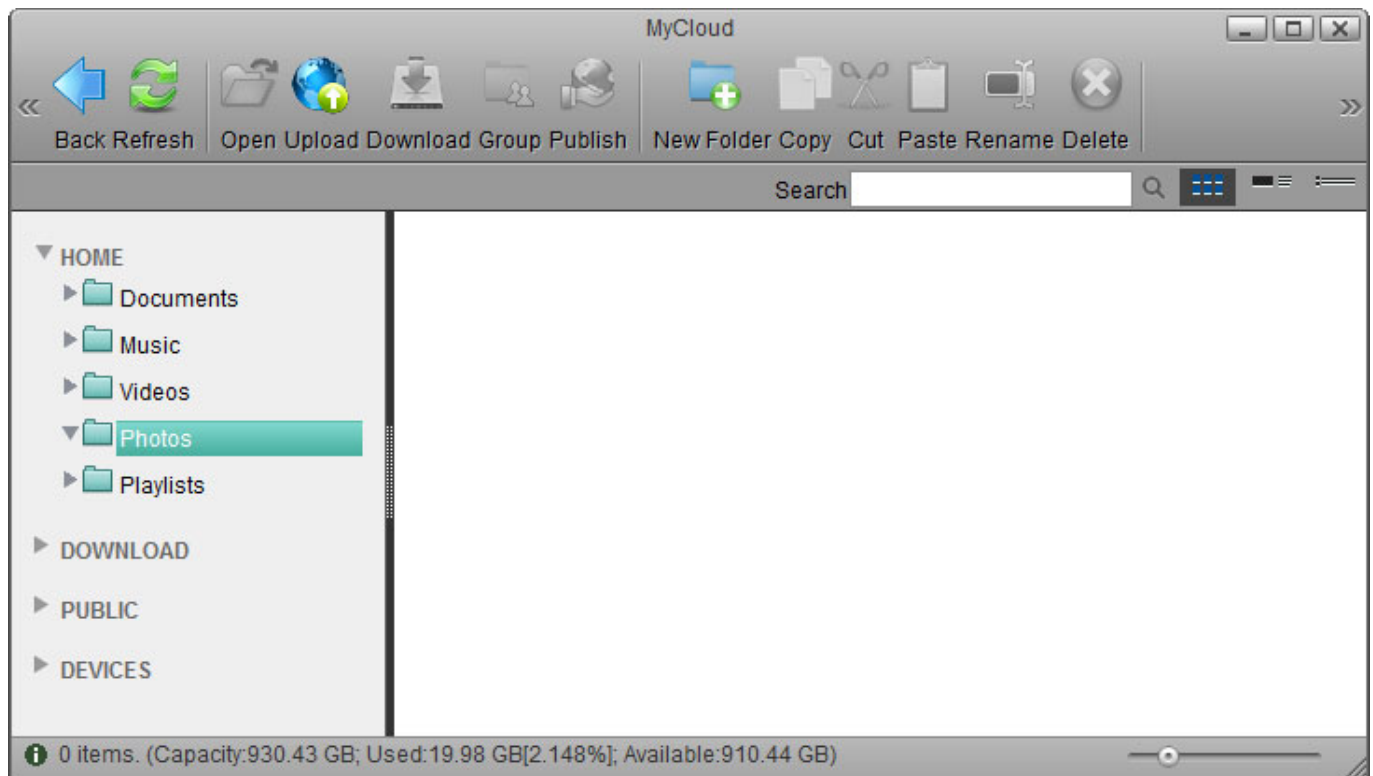 MyCloud
Back Refresh Open Upload Download Group Publish New Folder Copy Cut Paste Rename Delete
Search
HOME
Documents
Music
Videos
Photos
Playlists
DOWNLOAD
PUBLIC
DEVICES
0 items. (Capacity:930.43 GB; Used:19.98 GB[2.148%]; Available:910.44 GB)